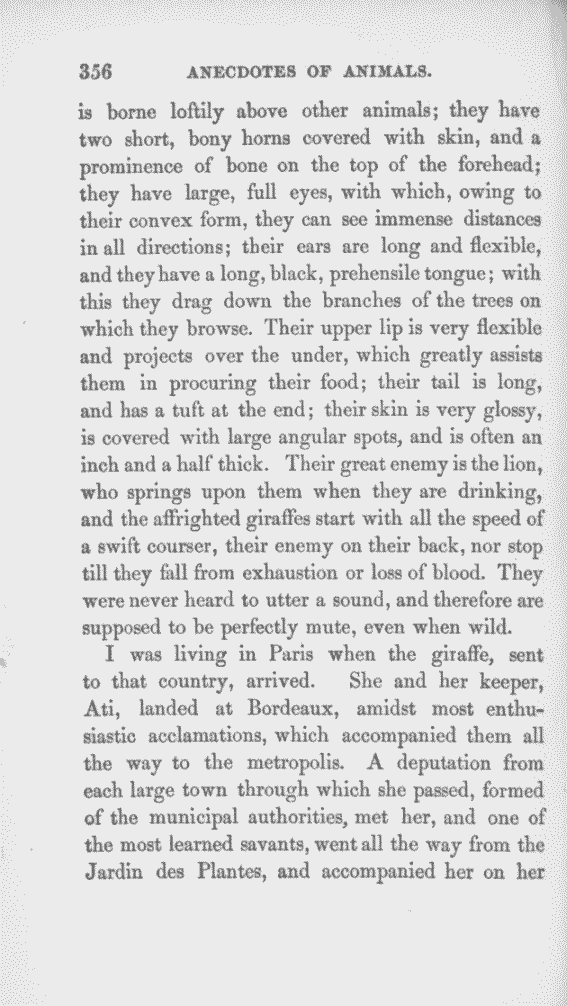 356 ANECDOTES OF ANIMALS.
is borne loftily above other animals; they have
two short, bony horns covered with skin, and a
prominence of bone on the top of the forehead;
they have large, full eyes, with which, owing to
their convex form, they can see immense distances
in all directions; their ears are long and flexible,
and they have a long, black, prehensile tongue; with
this they drag down the branches of the trees on
which they browse. Their upper lip is very flexible
and projects over the under, which greatly assists
them in procuring their food; their tail is long,
and has a tuft at the end; their skin is very glossy,
is covered with large angular spots, and is often an
inch and a half thick. Their great enemy is the lion,
who springs upon them when they are drinking,
and the affrighted giraffes start with all the speed of
a swift courser, their enemy on their back, nor stop
till they fall from exhaustion or loss of blood. They
were never heard to utter a sound, and therefore are
supposed to be perfectly mute, even when wild.
I was living in Paris when the giraffe, sent
to that country, arrived. She and her keeper,
Ati, landed at Bordeaux, amidst most enthu-
siastic acclamations, which accompanied them all
the way to the metropolis. A deputation from
each large town through which she passed, formed
of the municipal authorities, met her, and one of
the most learned savants, went all the way from the
Jardin des Plantes, and accompanied her on her